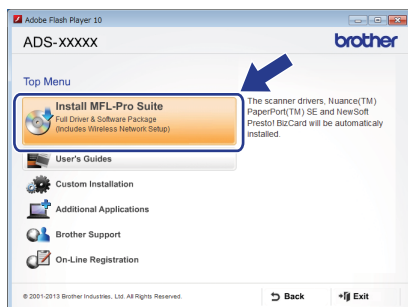 Adobe Flash Player 10
ADS-XXXXX
brother
Top Menu
Install MFL-Pro Suite
Full Driver & Software Package
(Includes Wireless Network Setup)
The scanner drivers, Nuance(TM)
PaperPort(TM) SE and NewSoft
Presto! BizCard will be automaticaly
installed.
User's Guides
Custom Installation
Additional Applications
Brother Support
On-Line Registration
© 2001-2013 Brother Industries, Ltd. All Rights Reserved.
Back
Exit